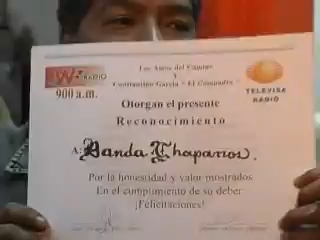 Los Amos del Camino
W RADIO
Y
TELEVISA
900 a.m.
Constantino García "El Compadre"
RADIO
Otorgan el presente
Reconocimiento
A: Banda Chaparros.
Por la honestidad y valor mostrados
En el cumplimiento de su deber
¡Felicitaciones!